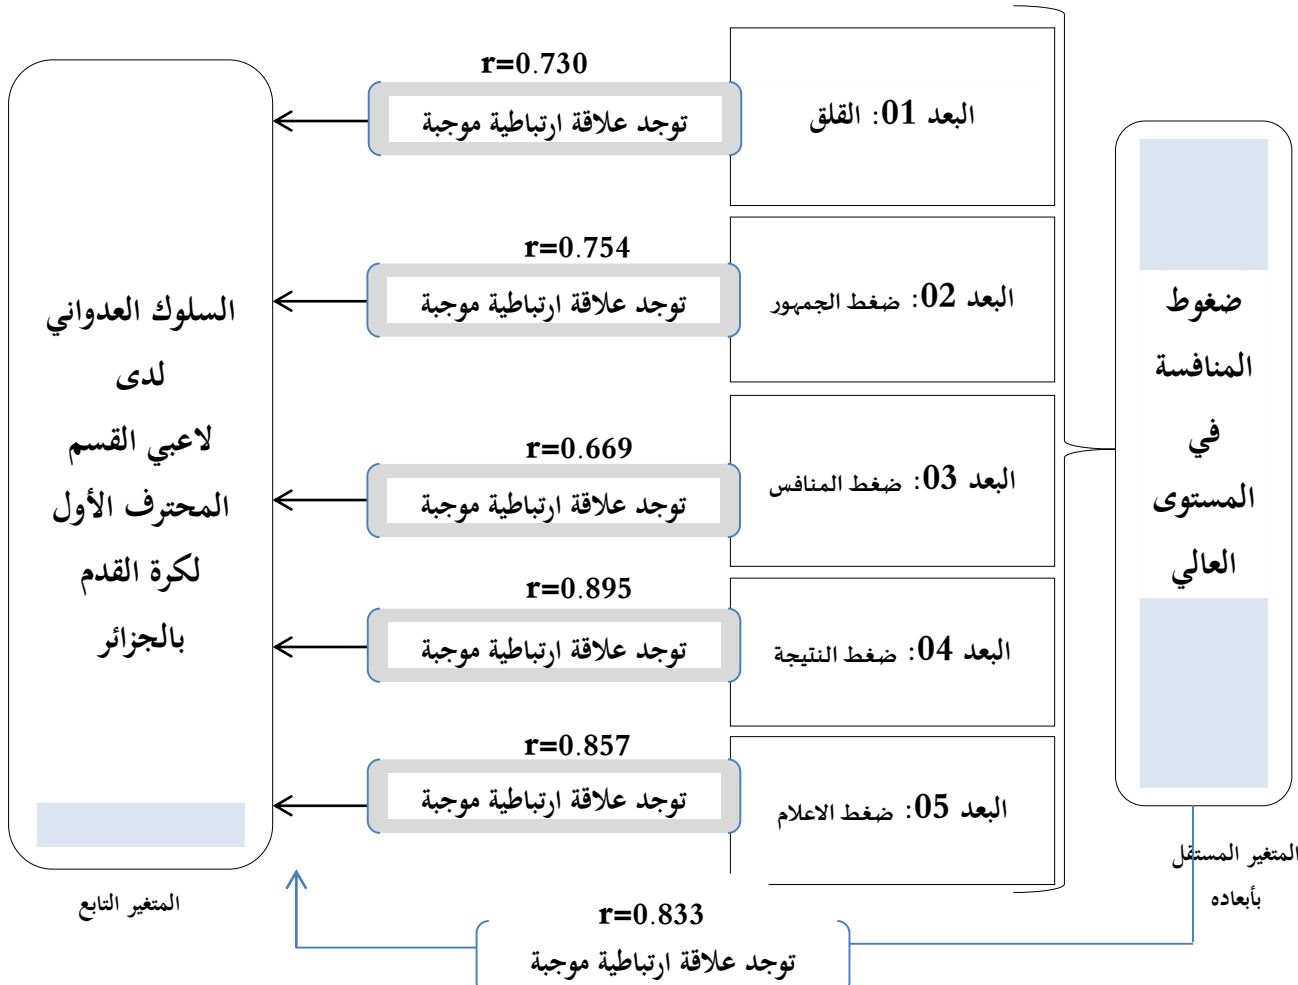 ضغوط
المنافسة
في
المستوى
العالي
المتغير المستقل
بأبعاده
البعد 01: القلق
r=0.730
توجد علاقة ارتباطية موجبة
البعد 02: ضغط الجمهور
r=0.754
توجد علاقة ارتباطية موجبة
البعد 03: ضغط المنافس
r=0.669
توجد علاقة ارتباطية موجبة
البعد 04: ضغط النتيجة
r=0.895
توجد علاقة ارتباطية موجبة
البعد 05: ضغط الاعلام
r=0.857
توجد علاقة ارتباطية موجبة
السلوك العدواني
لدى
لاعبي القسم
المحترف الأول
لكرة القدم
بالجزائر
المتغير التابع
r=0.833
توجد علاقة ارتباطية موجبة